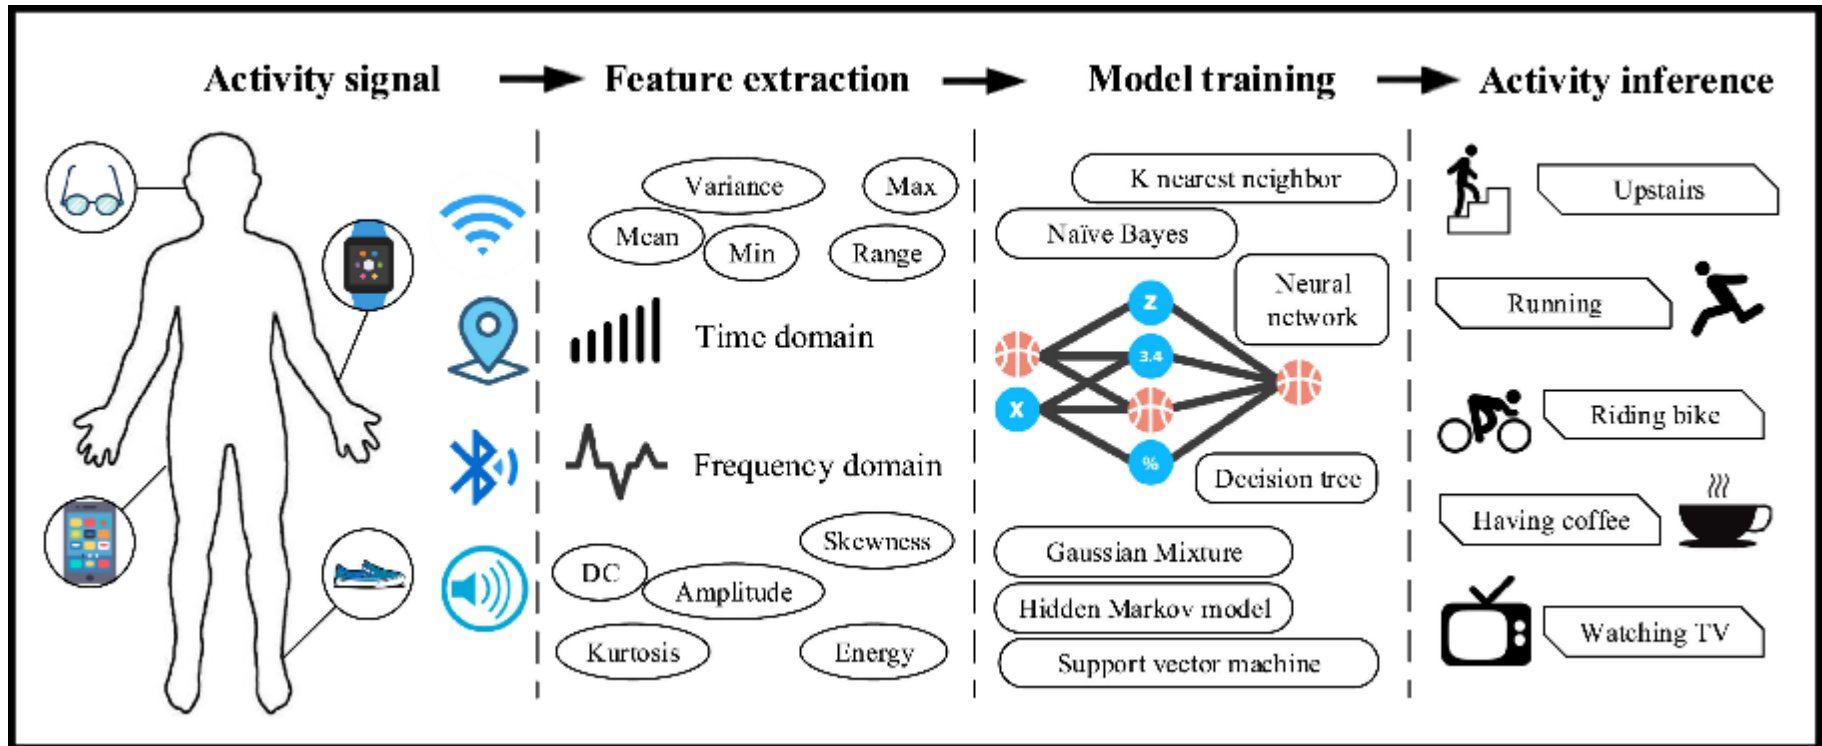 Activity signal
Feature extraction
Model training
Activity inference
Variance
Max
Mean
Min
Range
Time domain
Frequency domain
Skewness
DC
Amplitude
Kurtosis
Energy
K nearest neighbor
Naïve Bayes
Neural
network
Z
3.4
X
%
Decision tree
Gaussian Mixture
Hidden Markov model
Support vector machine
Upstairs
Running
Riding bike
Having coffee
Watching TV